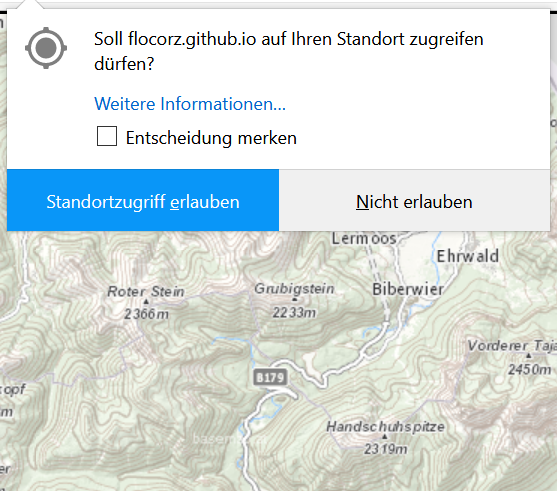 Soll flocorz.github.io auf Ihren Standort zugreifen
dürfen?
Weitere Informationen...
Entscheidung merken
Standortzugriff erlauben
Nicht erlauben
Lermoos
Ehrwald
Roter Stein
2366m
Grubigstein
2233m
Biberwier
Vorderer Taja
2450m
B179
opf
m
Handschuhspitze
2319m